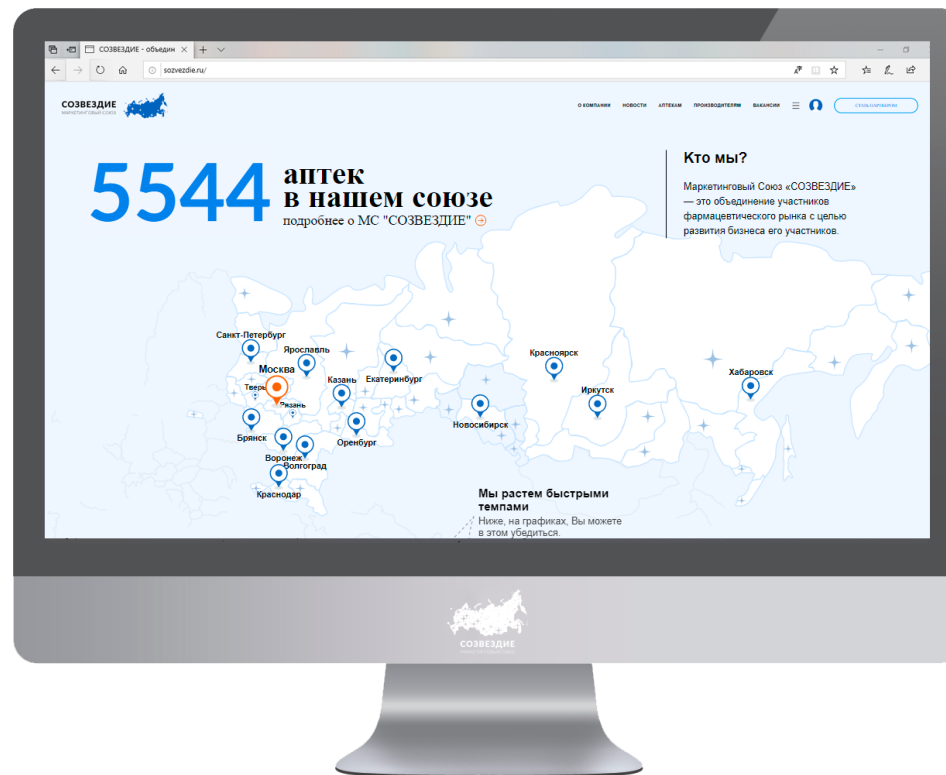 СОЗВЕЗДИЕ - объедин
sozvezdie.ru/
СОЗВЕЗДИЕ
МАРКЕТИНГОВЫЙ СОЮЗ
О КОМПАНИИ НОВОСТИ АПТЕКАМ ПРОИЗВОДИТЕЛЯМ ВАКАНСИИ
5544 аптек
в нашем союзе
подробнее о МС "СОЗВЕЗДИЕ"
Кто мы?
Маркетинговый Союз «СОЗВЕЗДИЕ»
— это объединение участников
фармацевтического рынка с целью
развития бизнеса его участников.
Санкт-Петербург
Ярославль
Москва
Тверь
Рязань
Казань
Екатеринбург
Красноярск
Иркутск
Хабаровск
Новосибирск
Брянск
Оренбург
Воронеж
Волгоград
Краснодар
Мы растем быстрыми
темпами
Ниже, на графиках, Вы можете
в этом убедиться.
СОЗВЕЗДИЕ